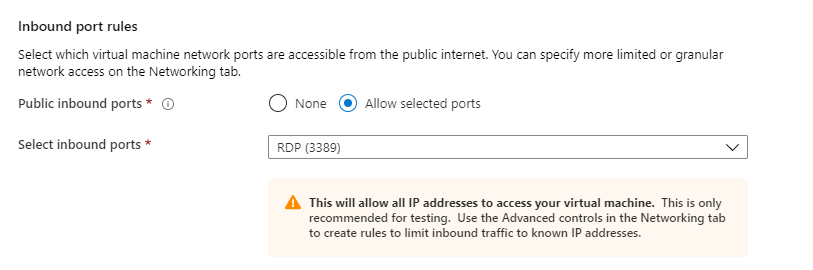 Inbound port rules
Select which virtual machine network ports are accessible from the public internet. You can specify more limited or granular
network access on the Networking tab.
Public inbound ports * ⓘ None Allow selected ports
Select inbound ports * RDP (3389)
This will allow all IP addresses to access your virtual machine. This is only
recommended for testing. Use the Advanced controls in the Networking tab
to create rules to limit inbound traffic to known IP addresses.